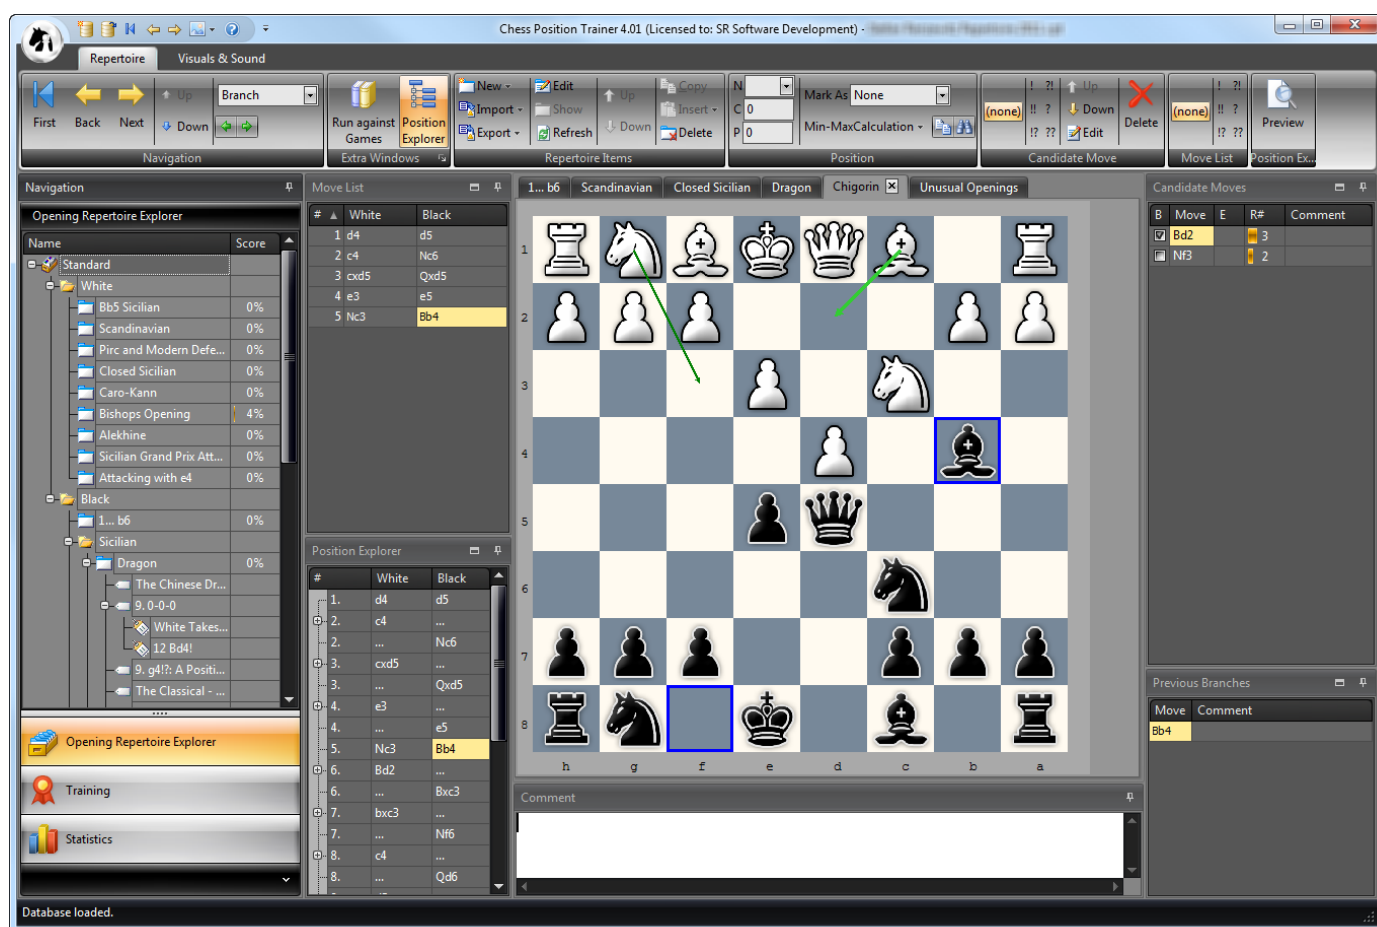 Chess Position Trainer 4.01 (Licensed to: SR Software Development) -
Repertoire Visuals & Sound
First Back Next Up Down Branch
Navigation
Run against Games Position Explorer
Extra Windows
New Import Export Edit Show Refresh Up Down Copy Insert Delete
Repertoire Items
N
C 0
P 0
Mark As None
Min-MaxCalculation
Position
(none) ! ?! !! ? !? ?? Up Down Edit Delete
Candidate Move
(none) ! ?! !! ? !? ??
Move List
Preview
Position Ex...
Navigation
Opening Repertoire Explorer
Name Score
Standard
White
Bb5 Sicilian 0%
Scandinavian 0%
Pirc and Modern Defe... 0%
Closed Sicilian 0%
Caro-Kann 0%
Bishops Opening 4%
Alekhine 0%
Sicilian Grand Prix Att... 0%
Attacking with e4 0%
Black
1... b6 0%
Sicilian
Dragon 0%
The Chinese Dr...
9. 0-0-0
White Takes...
12 Bd4!
9. g4!?: A Positi...
The Classical - ...
Opening Repertoire Explorer
Training
Statistics
Move List
# White Black
1 d4 d5
2 c4 Nc6
3 cxd5 Qxd5
4 e3 e5
5 Nc3 Bb4
Position Explorer
# White Black
1. d4 d5
2. c4 ...
2. ... Nc6
3. cxd5 ...
3. ... Qxd5
4. e3 ...
4. ... e5
5. Nc3 Bb4
6. Bd2 ...
6. ... Bxc3
7. bxc3 ...
7. ... Nf6
8. c4 ...
8. ... Qd6
1... b6 Scandinavian Closed Sicilian Dragon Chigorin Unusual Openings
1
2
3
4
5
6
7
8
h g f e d c b a
Comment
Candidate Moves
B Move E R# Comment
Bd2 3
Nf3 2
Previous Branches
Move Comment
Bb4
Database loaded.